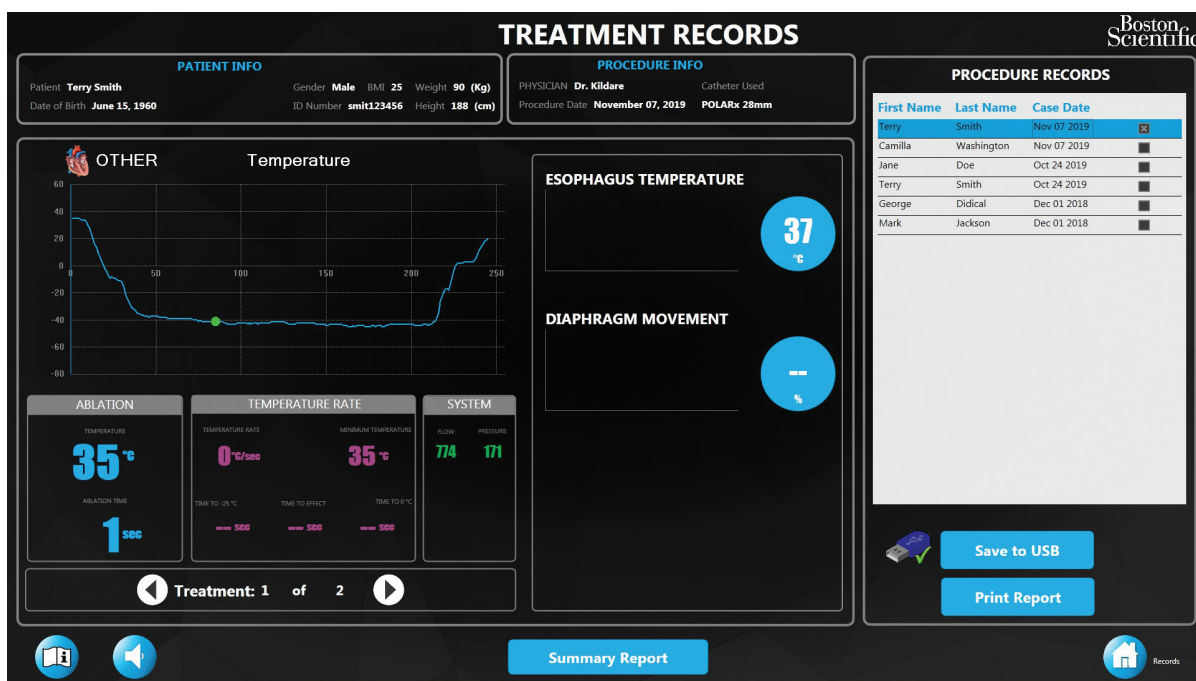 TREATMENT RECORDS
Boston
Scientific
PATIENT INFO
Patient Terry Smith Gender Male BMI 25 Weight 90 (Kg)
Date of Birth June 15, 1960 ID Number smit123456 Height 188 (cm)
PROCEDURE INFO
PHYSICIAN Dr. Kildare Catheter Used
Procedure Date November 07, 2019 POLARx 28mm
OTHER Temperature
60
40
20
0
-20
-40
-60
-80
0 50 100 150 200 250
ABLATION
TEMPERATURE
35 °C
ABLATION TIME
1 sec
TEMPERATURE RATE
TEMPERATURE RATE MINIMUM TEMPERATURE
0°C/sec 35 °C
TIME TO -25 °C TIME TO EFFECT TIME TO 0 °C
-- sec -- sec -- sec
SYSTEM
FLOW: PRESSURE:
774 171
Treatment: 1 of 2
ESOPHAGUS TEMPERATURE
37
°C
DIAPHRAGM MOVEMENT
--
%
PROCEDURE RECORDS
First Name Last Name Case Date
Terry Smith Nov 07 2019
Camilla Washington Nov 07 2019
Jane Doe Oct 24 2019
Terry Smith Oct 24 2019
George Didical Dec 01 2018
Mark Jackson Dec 01 2018
Save to USB
Print Report
Summary Report
Records